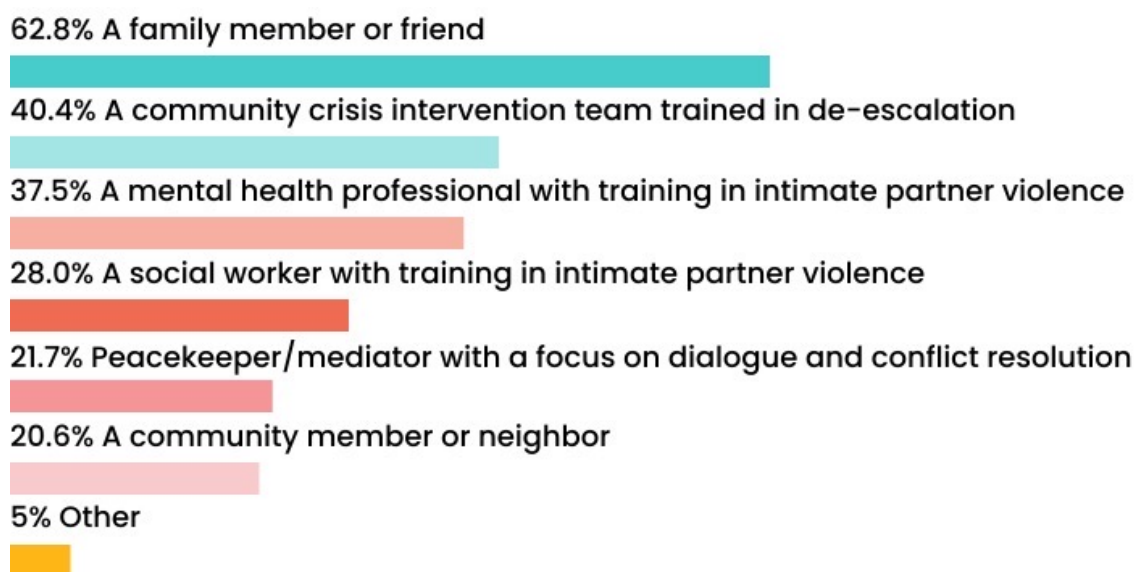 62.8% A family member or friend
40.4% A community crisis intervention team trained in de-escalation
37.5% A mental health professional with training in intimate partner violence
28.0% A social worker with training in intimate partner violence
21.7% Peacekeeper/mediator with a focus on dialogue and conflict resolution
20.6% A community member or neighbor
5% Other